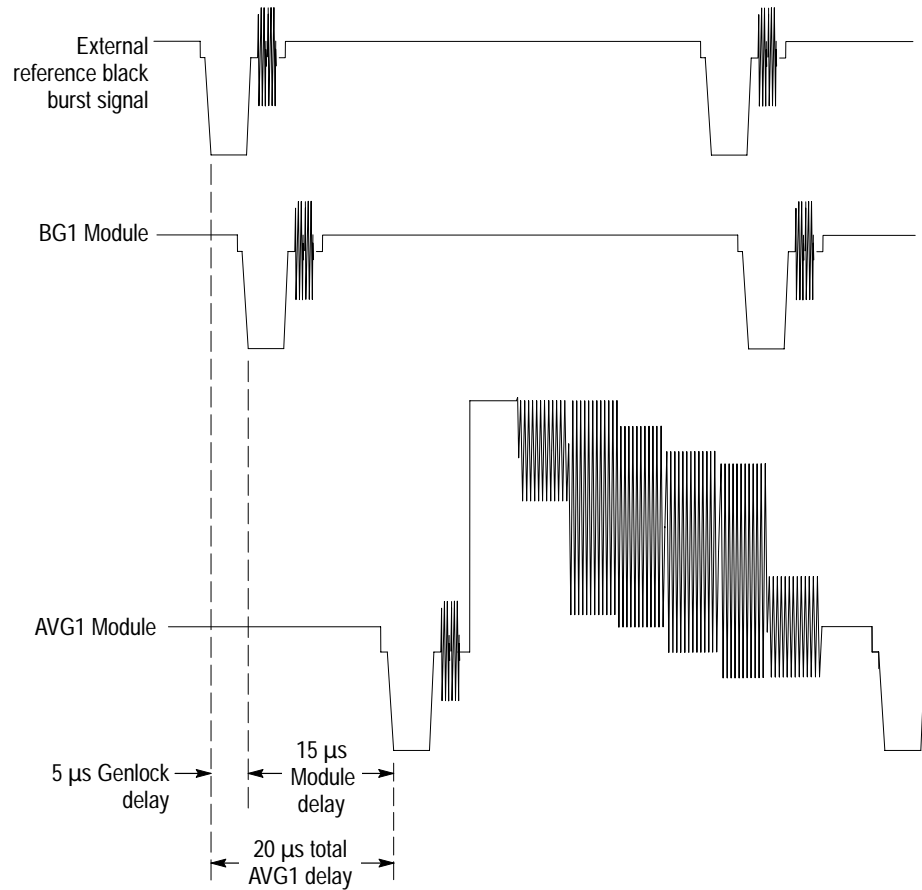 External
reference black
burst signal
BG1 Module
AVG1 Module
5 µs Genlock
delay
15 µs
Module
delay
20 µs total
AVG1 delay